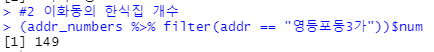 > #2 이화동의 한식집 개수
> (addr_numbers %>% filter(addr == "영등포동3가"))$num
[1] 149